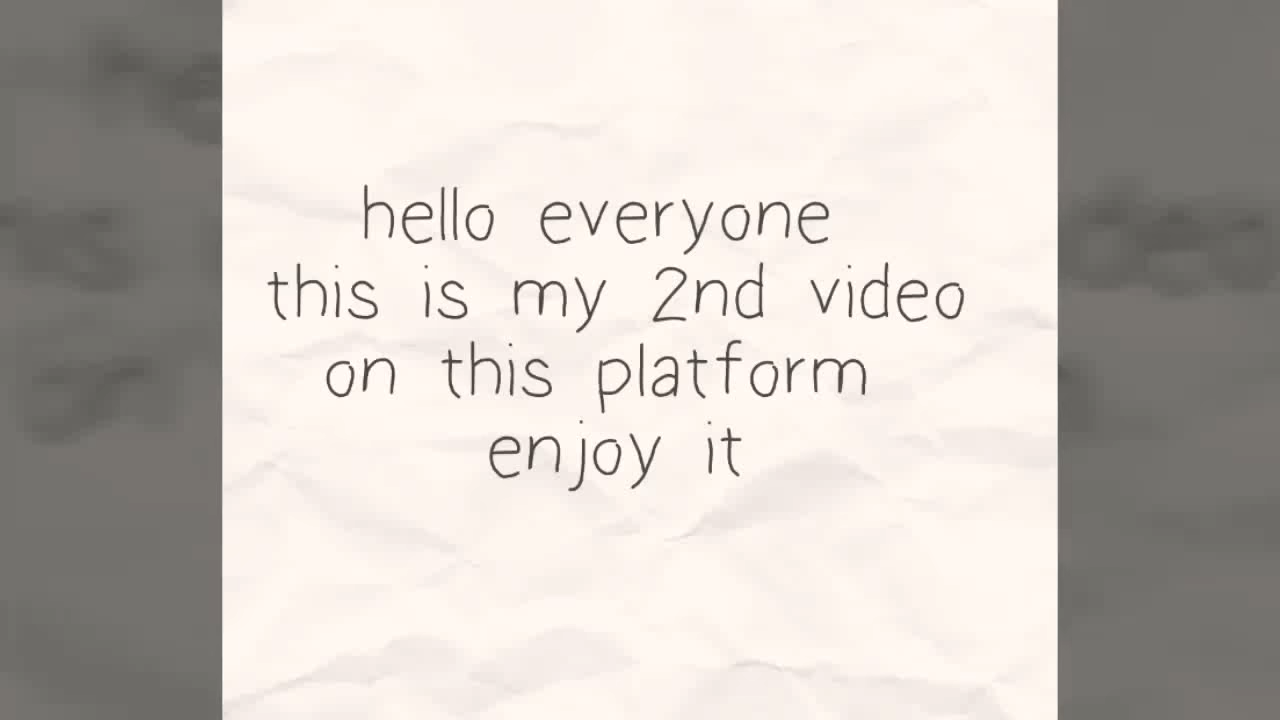 hello everyone
this is my 2nd video
on this platform
enjoy it